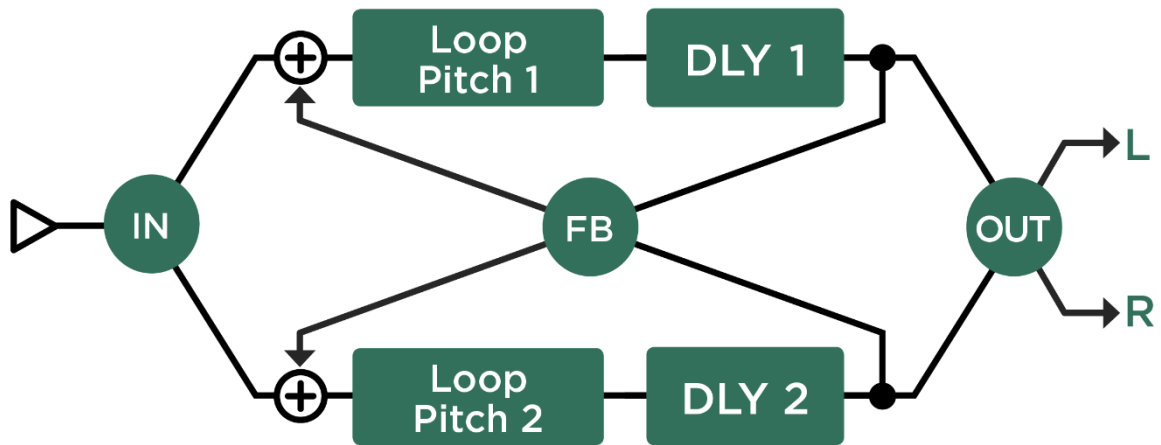 Loop
Pitch 1
DLY 1
L
IN
FB
OUT
R
Loop
Pitch 2
DLY 2